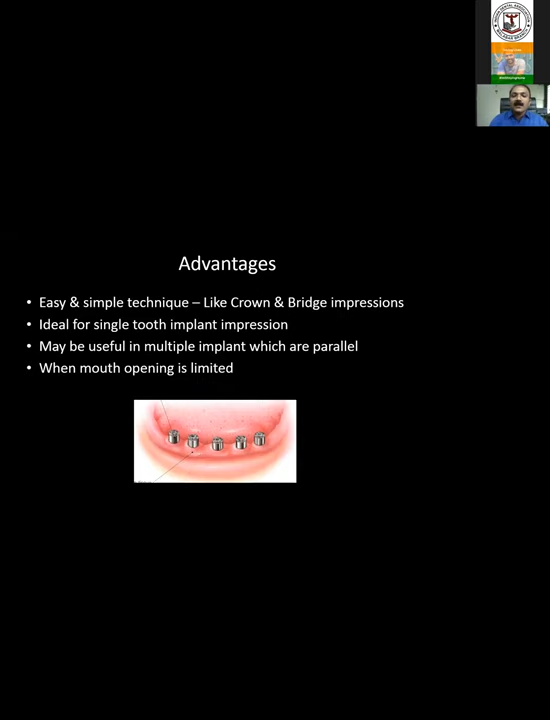 Advantages
• Easy & simple technique – Like Crown & Bridge impressions
• Ideal for single tooth implant impression
• May be useful in multiple implant which are parallel
• When mouth opening is limited